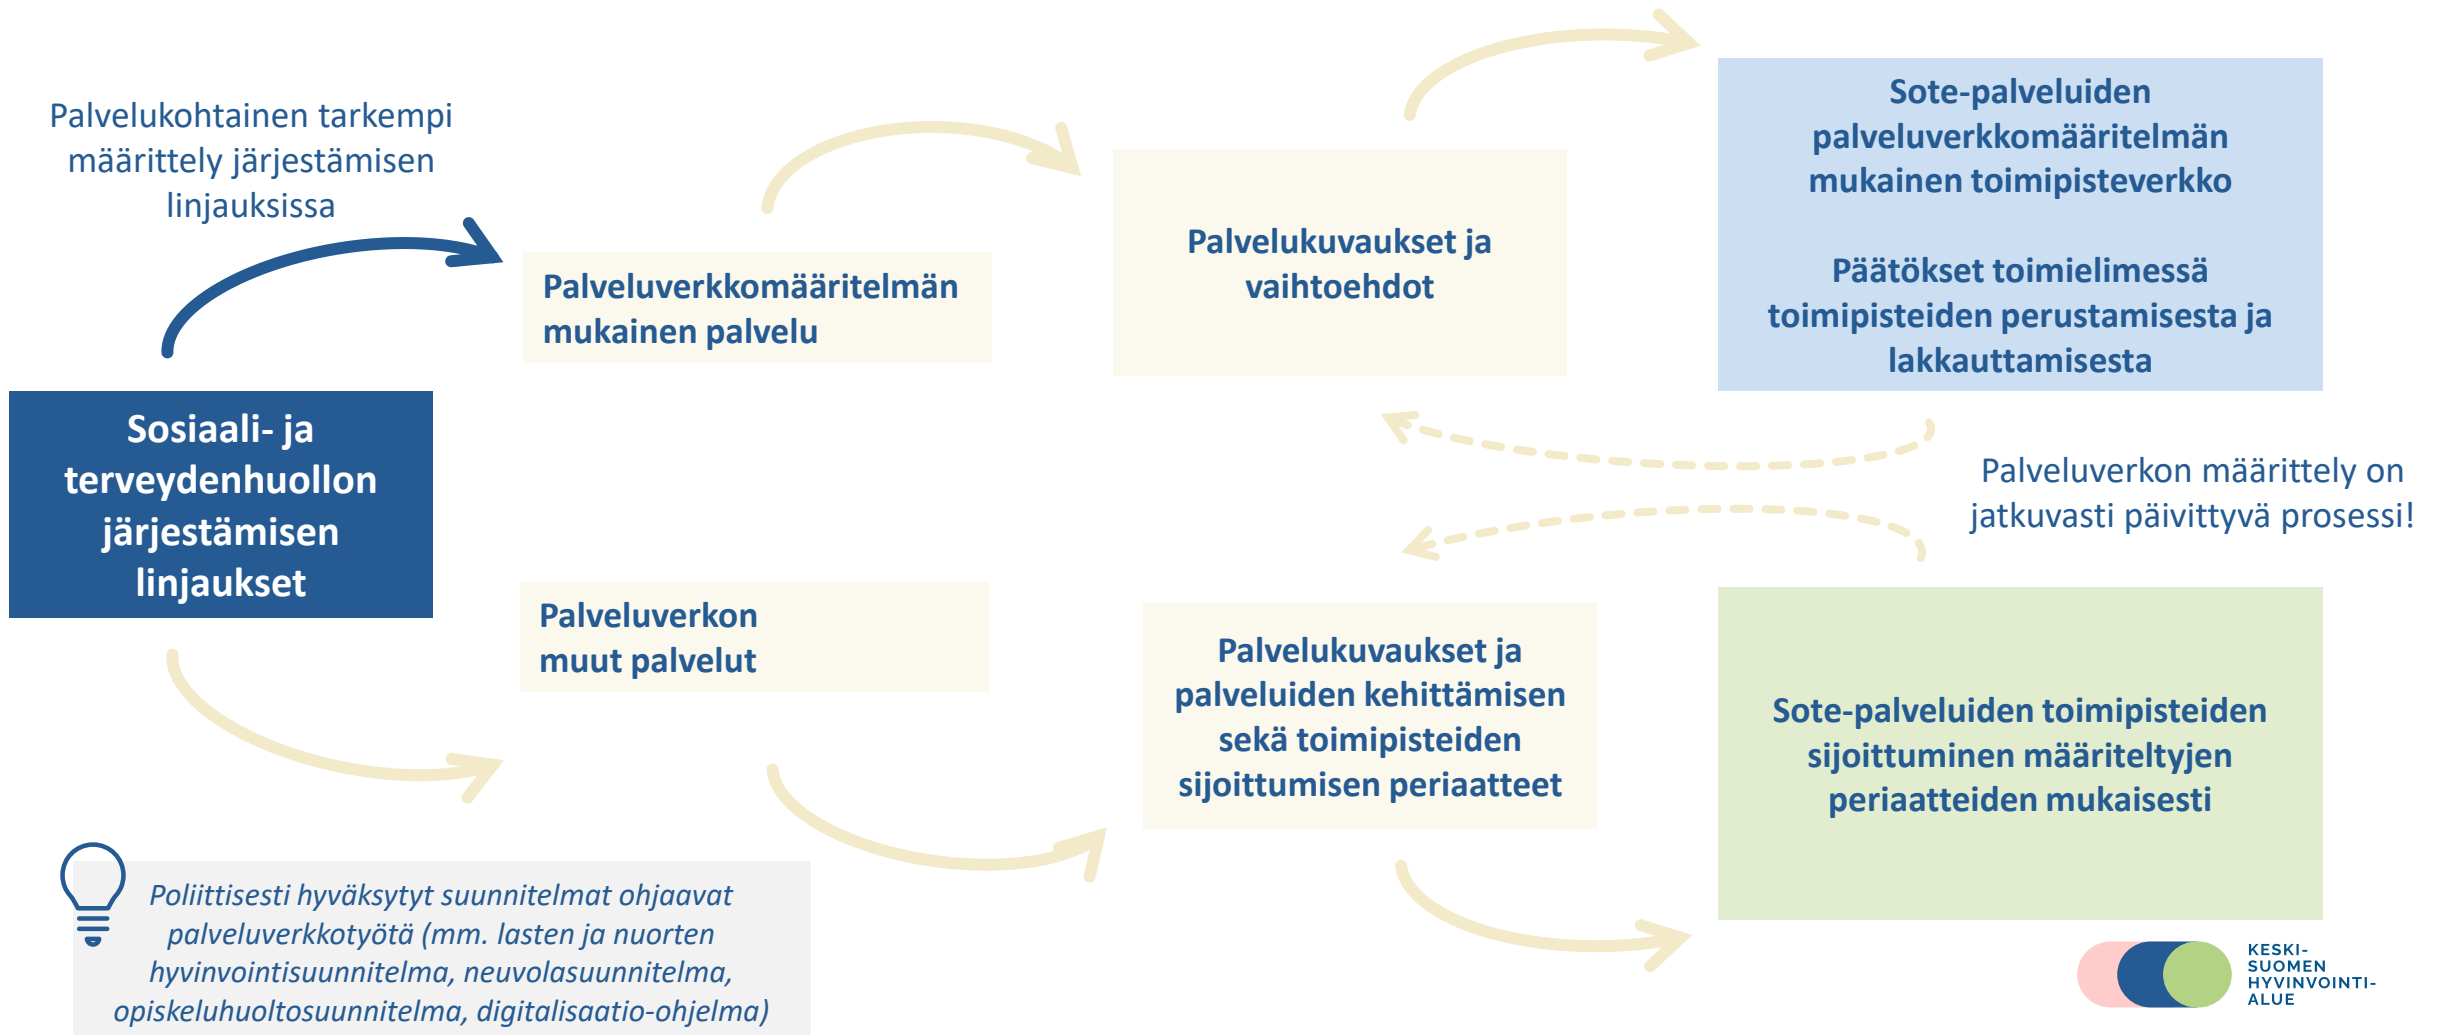 Palvelukohtainen tarkempi
määrittely järjestämisen
linjauksissa
Sosiaali- ja
terveydenhuollon
järjestämisen
linjaukset
Palveluverkkomääritelmän
mukainen palvelu
Palveluverkon
muut palvelut
Palvelukuvaukset ja
vaihtoehdot
Palvelukuvaukset ja
palveluiden kehittämisen
sekä toimipisteiden
sijoittumisen periaatteet
Sote-palveluiden
palveluverkkomääritelmän
mukainen toimipisteverkko
Päätökset toimielimessä
toimipisteiden perustamisesta ja
lakkauttamisesta
Palveluverkon määrittely on
jatkuvasti päivittyvä prosessi!
Sote-palveluiden toimipisteiden
sijoittuminen määriteltyjen
periaatteiden mukaisesti
Poliittisesti hyväksytyt suunnitelmat ohjaavat
palveluverkkotyötä (mm. lasten ja nuorten
hyvinvointisuunnitelma, neuvolasuunnitelma,
opiskeluhuoltosuunnitelma, digitalisaatio-ohjelma)
KESKI-
SUOMEN
HYVINVOINTI-
ALUE